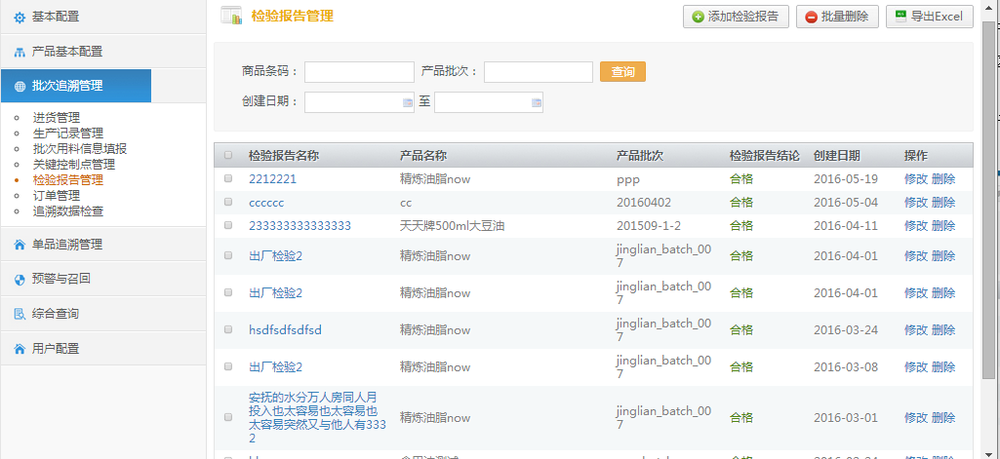 基本配置
产品基本配置
批次追溯管理
进货管理
生产记录管理
批次用料信息填报
关键控制点管理
检验报告管理
订单管理
追溯数据检查
单品追溯管理
预警与召回
综合查询
用户配置
检验报告管理
添加检验报告 批量删除 导出Excel
商品条码： 产品批次： 查询
创建日期： 至
检验报告名称 产品名称 产品批次 检验报告结论 创建日期 操作
2212221 精炼油脂now ppp 合格 2016-05-19 修改 删除
cccccc cc 20160402 合格 2016-05-04 修改 删除
233333333333333 天天牌500ml大豆油 201509-1-2 合格 2016-04-11 修改 删除
出厂检验2 精炼油脂now jinglian_batch_00 合格 2016-04-01 修改 删除
7
出厂检验2 精炼油脂now jinglian_batch_00 合格 2016-04-01 修改 删除
7
hsdfsdfsdfsd 精炼油脂now jinglian_batch_00 合格 2016-03-24 修改 删除
7
出厂检验2 精炼油脂now jinglian_batch_00 合格 2016-03-08 修改 删除
7
安抚的水分万人房同人月
投入也太容易也太容易也
太容易突然又与他人有333
2 精炼油脂now jinglian_batch_00 合格 2016-03-01 修改 删除
7